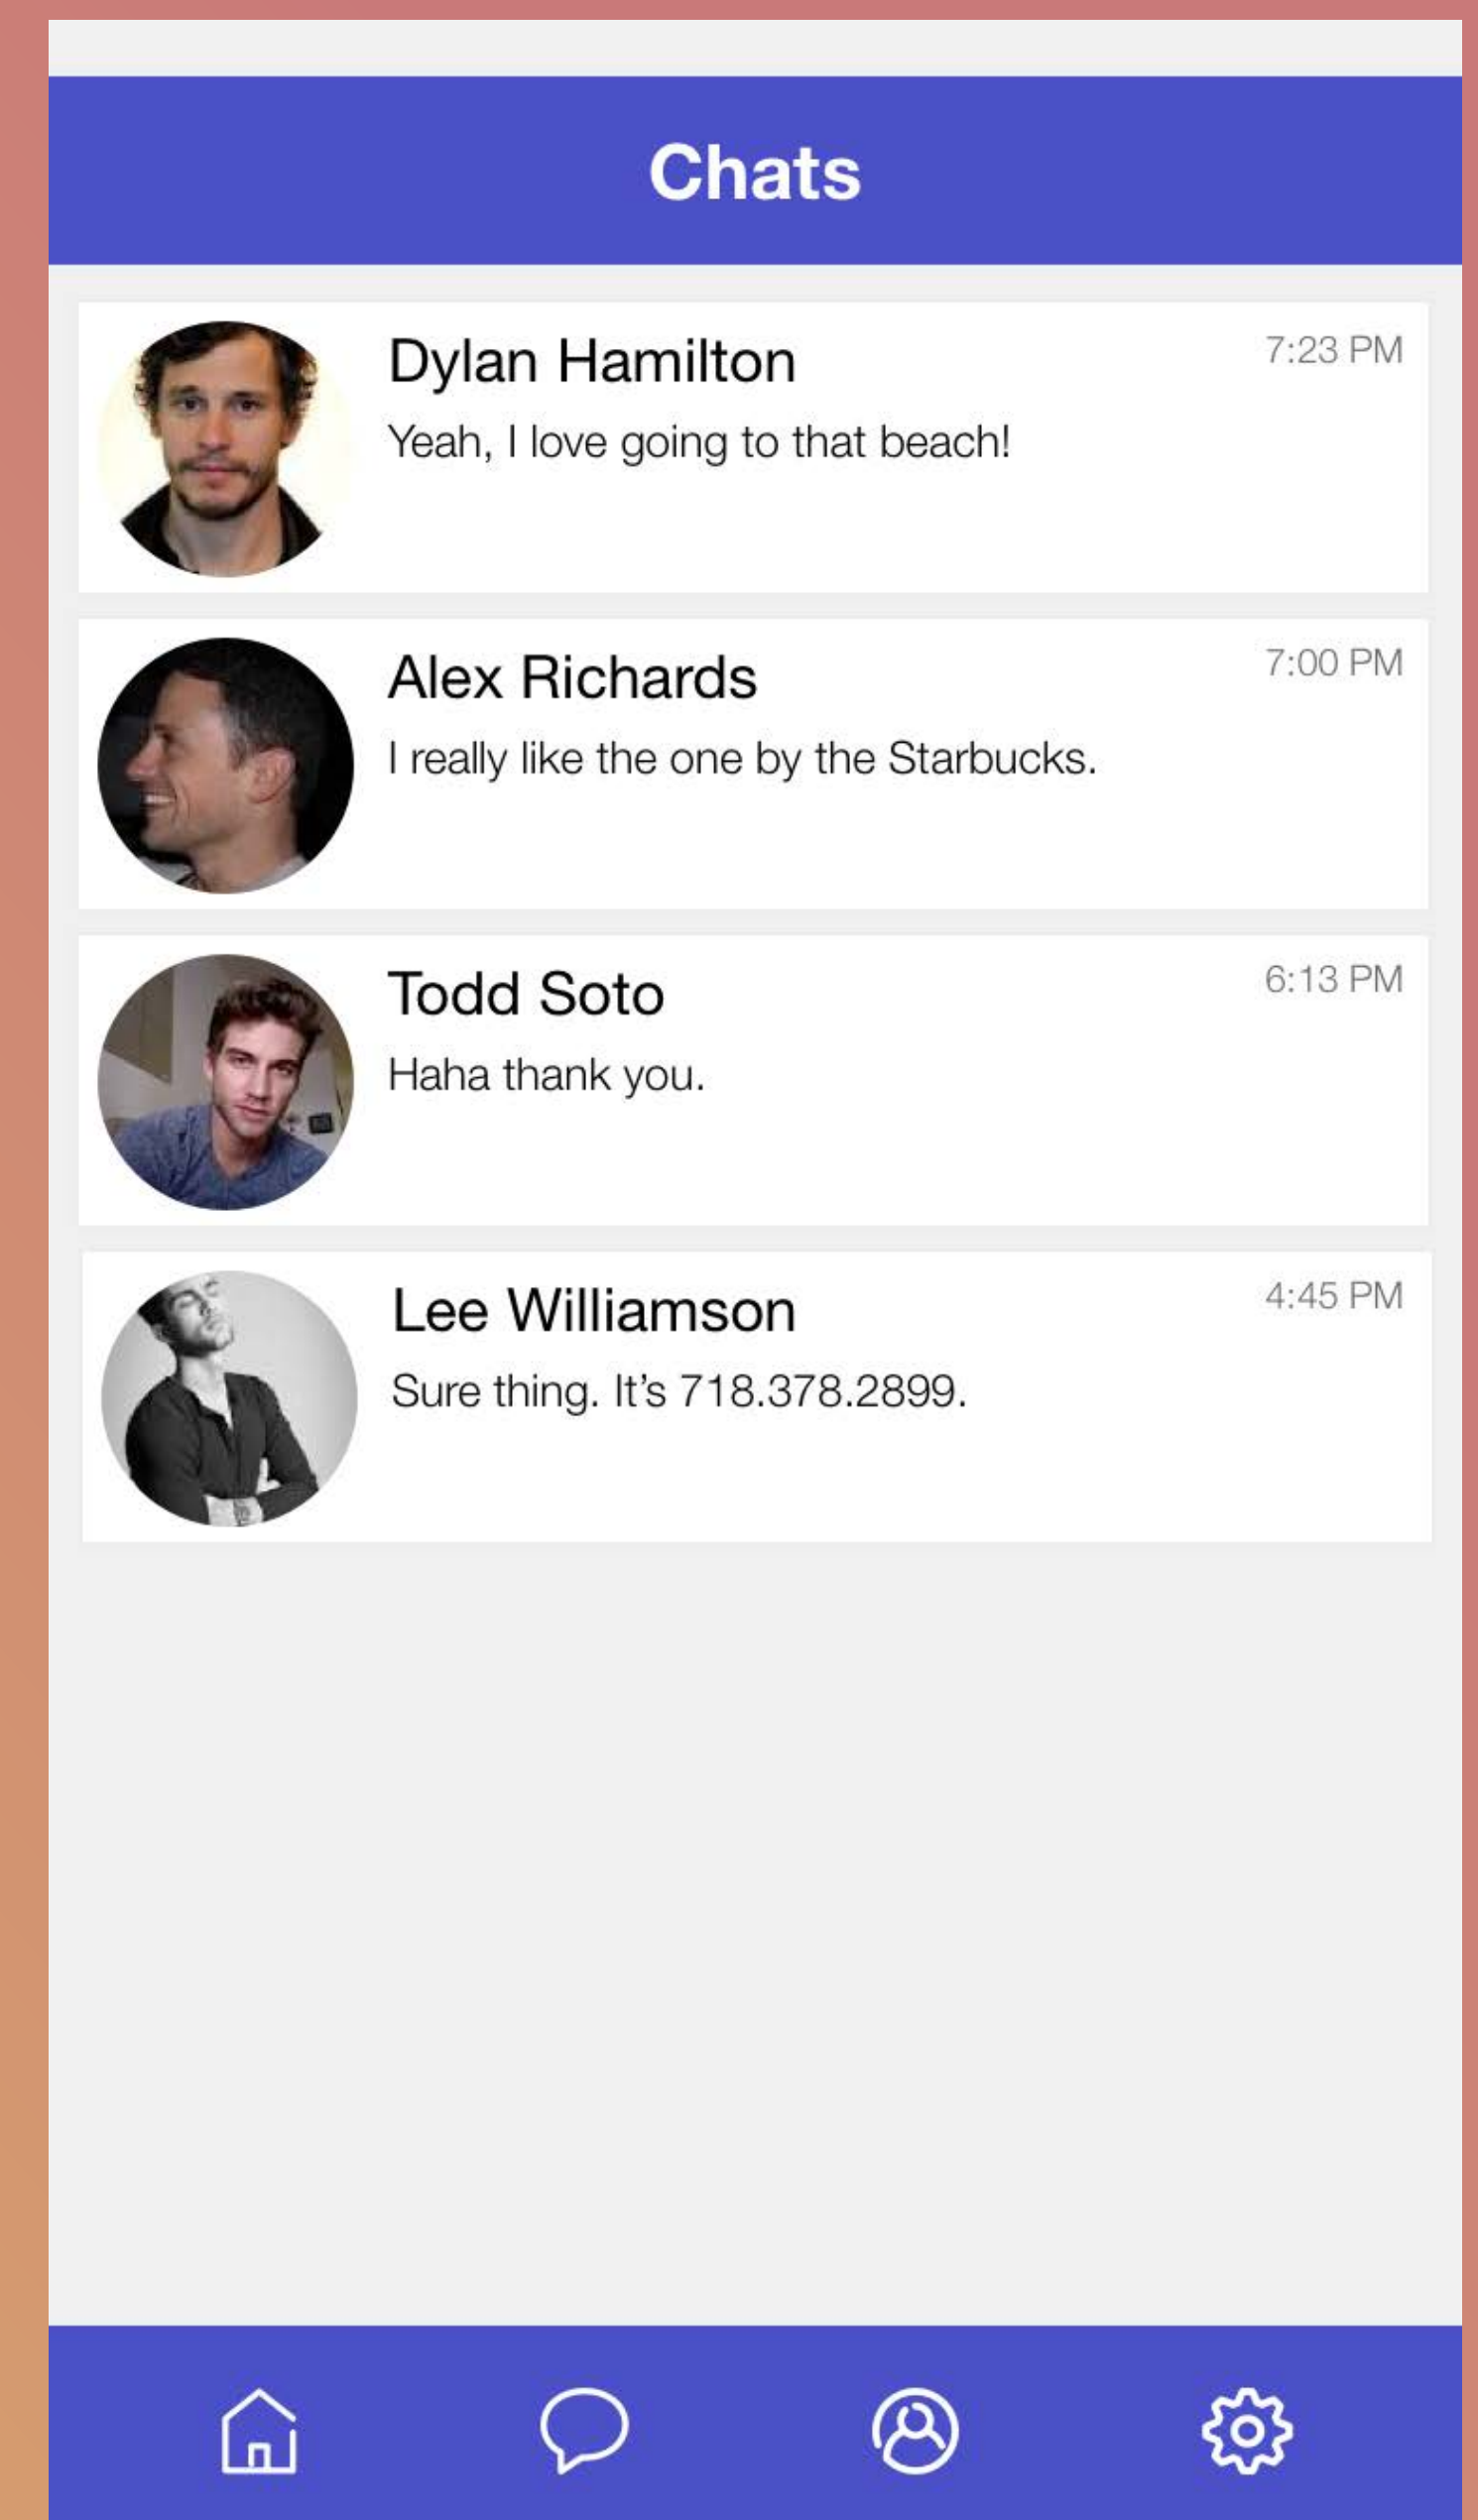 Chats
Dylan Hamilton
7:23 PM
Yeah, I love going to that beach!
Alex Richards
7:00 PM
I really like the one by the Starbucks.
Todd Soto
6:13 PM
Haha thank you.
Lee Williamson
4:45 PM
Sure thing. It’s 718.378.2899.